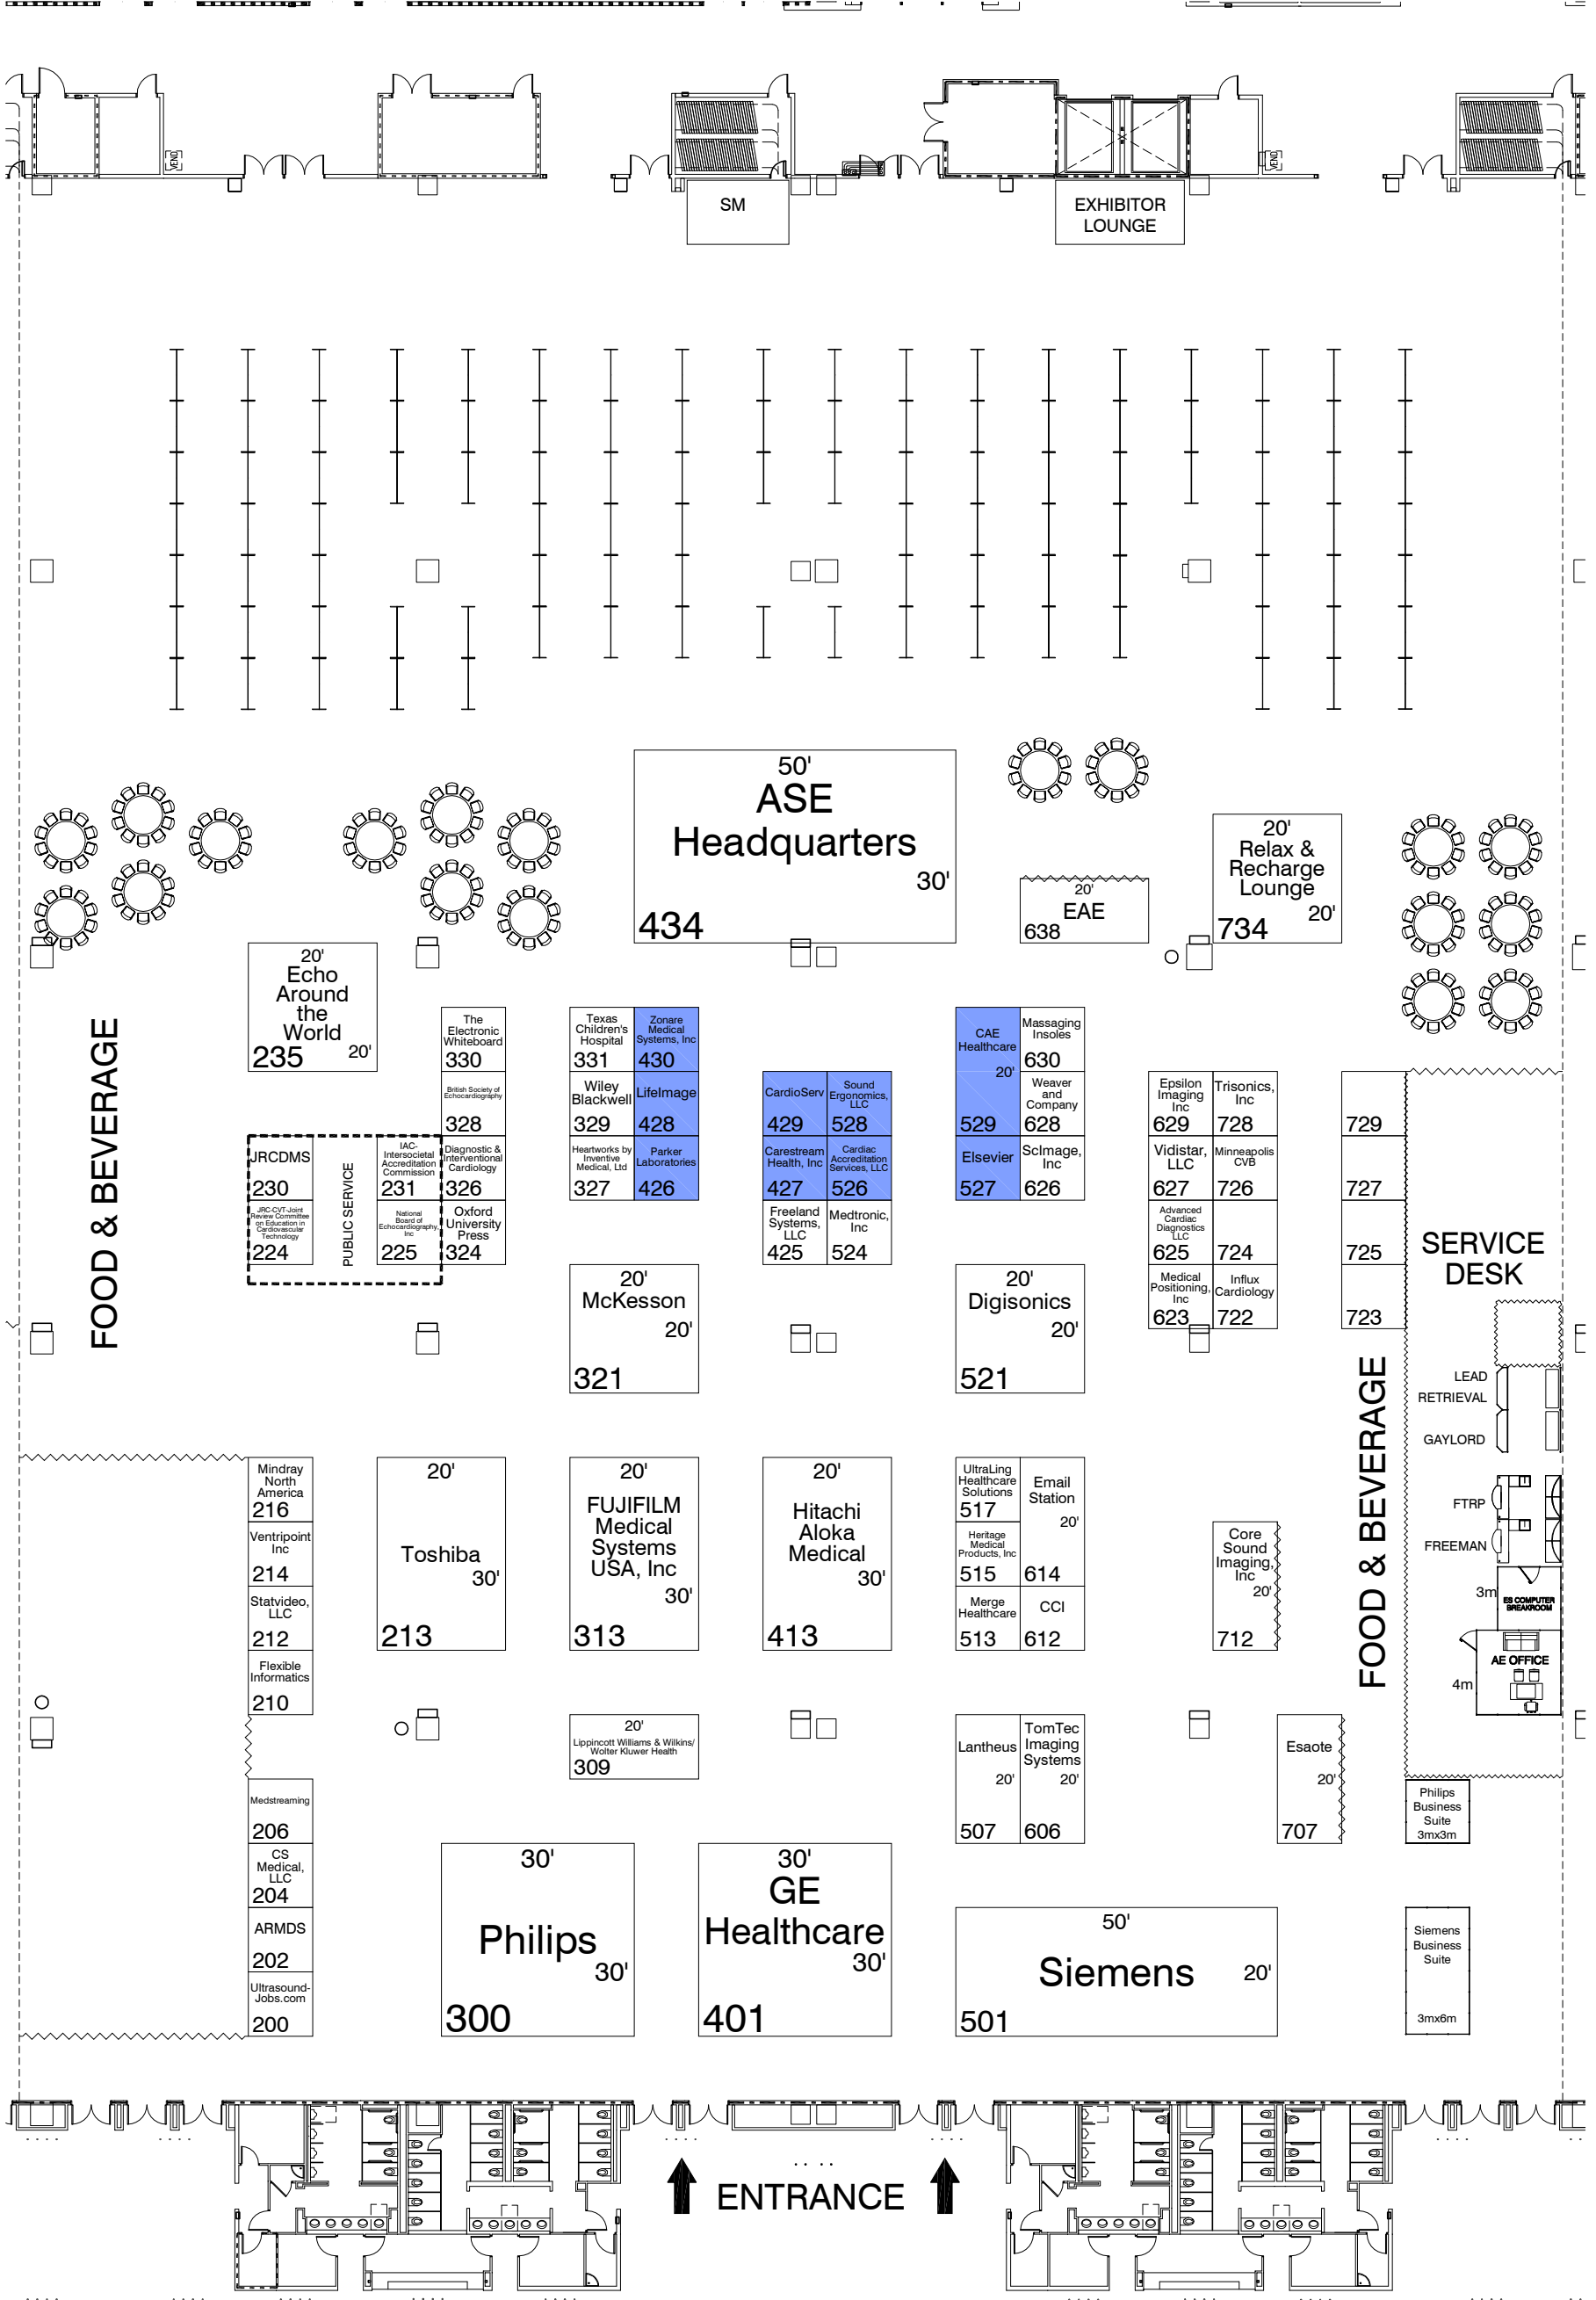 VEND
VEND
SM
EXHIBITOR
LOUNGE
50'
ASE
Headquarters
30'
434
20'
EAE
638
20'
Relax &
Recharge
Lounge
20'
734
20'
Echo
Around
the
World
235
20'
FOOD & BEVERAGE
The
Electronic
Whiteboard
330
British Society of
Echocardiography
328
JRCDMS
230
JRC-CVT-Joint
Review Committee
on Education in
Cardiovascular
Technology
224
PUBLIC SERVICE
IAC-
Intersocietal
Accreditation
Commission
231
National
Board of
Echocardiography,
Inc
225
Diagnostic &
Interventional
Cardiology
326
Oxford
University
Press
324
Texas
Children's
Hospital
331
Zonare
Medical
Systems, Inc
430
Wiley
Blackwell
329
LifeImage
428
Heartworks by
Inventive
Medical, Ltd
327
Parker
Laboratories
426
CardioServ
429
Sound
Ergonomics,
LLC
528
Carestream
Health, Inc
427
Cardiac
Accreditation
Services, LLC
526
Freeland
Systems,
LLC
425
Medtronic,
Inc
524
CAE
Healthcare
20'
529
Massaging
Insoles
630
Weaver
and
Company
628
Elsevier
527
ScImage,
Inc
626
Epsilon
Imaging
Inc
629
Trisonics,
Inc
728
Vidistar,
LLC
627
Minneapolis
CVB
726
Advanced
Cardiac
Diagnostics
LLC
625
724
Medical
Positioning,
Inc
623
Influx
Cardiology
722
729
727
725
723
SERVICE
DESK
20'
McKesson
20'
321
20'
Digisonics
20'
521
LEAD
RETRIEVAL
GAYLORD
FTRP
FREEMAN
3m
ES COMPUTER
BREAKROOM
AE OFFICE
4m
FOOD & BEVERAGE
Mindray
North
America
216
Ventripoint
Inc
214
Statvideo,
LLC
212
Flexible
Informatics
210
20'
Toshiba
30'
213
20'
FUJIFILM
Medical
Systems
USA, Inc
30'
313
20'
Hitachi
Aloka
Medical
30'
413
UltraLing
Healthcare
Solutions
517
Email
Station
20'
614
Heritage
Medical
Products, Inc
515
Merge
Healthcare
513
CCI
612
Core
Sound
Imaging,
Inc
20'
712
20'
Lippincott Williams & Wilkins/
Wolter Kluwer Health
309
Lantheus
20'
507
TomTec
Imaging
Systems
20'
606
Esaote
20'
707
Philips
Business
Suite
3mx3m
Medstreaming
206
CS
Medical,
LLC
204
ARMDS
202
Ultrasound-
Jobs.com
200
30'
Philips
30'
300
30'
GE
Healthcare
30'
401
50'
Siemens
20'
501
Siemens
Business
Suite
3mx6m
ENTRANCE